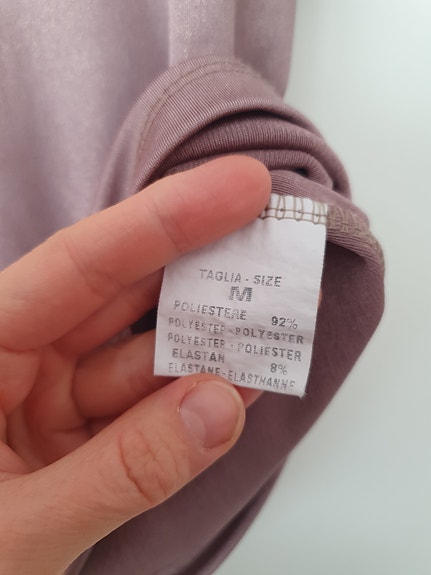 TAGLIA - SIZE
M
POLIESTERE 92%
POLYESTER - POLYESTER
POLYESTER - POLIESTER
ELASTAN 8%
ELASTANE-ELASTHANNE